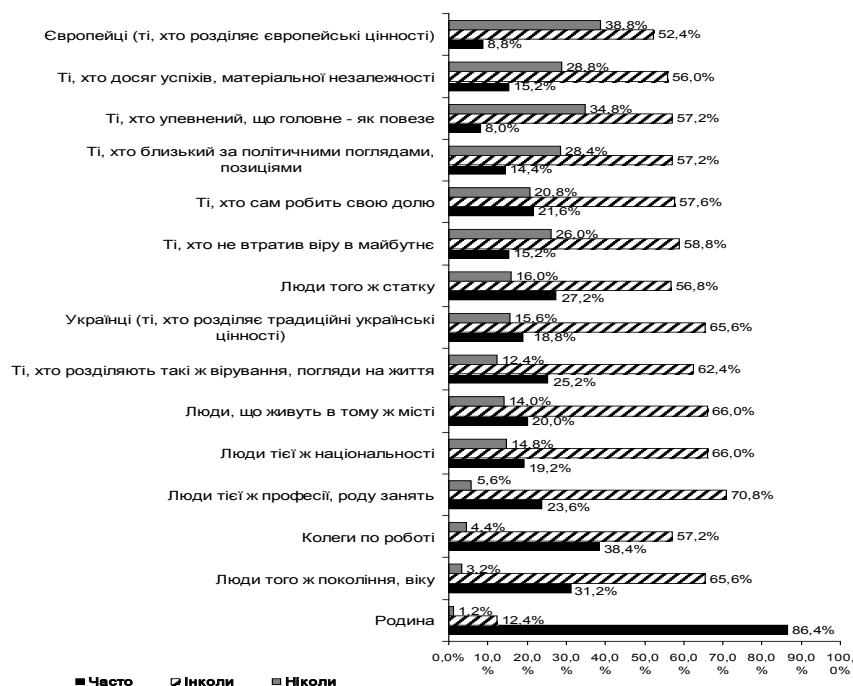 Європейці (ті, хто розділяє європейські цінності)
38,8%
52,4%
8,8%
Ті, хто досяг успіхів, матеріальної незалежності
28,8%
56,0%
15,2%
Ті, хто упевнений, що головне - як повезе
34,8%
57,2%
8,0%
Ті, хто близький за політичними поглядами,
позиціями
28,4%
57,2%
14,4%
Ті, хто сам робить свою долю
20,8%
57,6%
21,6%
Ті, хто не втратив віру в майбутнє
26,0%
58,8%
15,2%
Люди того ж статку
16,0%
56,8%
27,2%
Українці (ті, хто розділяє традиційні українські
цінності)
15,6%
65,6%
18,8%
Ті, хто розділяють такі ж вірування, погляди на життя
12,4%
62,4%
25,2%
Люди, що живуть в тому ж місті
14,0%
66,0%
20,0%
Люди тієї ж національності
14,8%
66,0%
19,2%
Люди тієї ж професії, роду занять
5,6%
70,8%
23,6%
Колеги по роботі
4,4%
57,2%
38,4%
Люди того ж покоління, віку
3,2%
65,6%
31,2%
Родина
1,2%
12,4%
86,4%
0,0% 10,0 20,0 30,0 40,0 50,0 60,0 70,0 80,0 90,0 100,
% % % % % % % % % 0%
Часто Інколи Ніколи